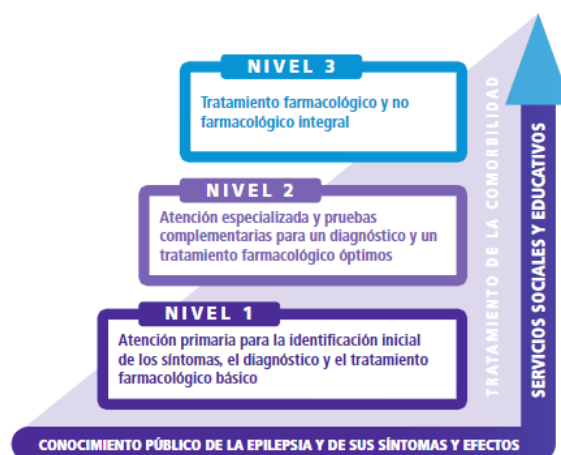 NIVEL 3
Tratamiento farmacológico y no
farmacológico integral
NIVEL 2
Atención especializada y pruebas
complementarias para un diagnóstico y un
tratamiento farmacológico óptimos
NIVEL 1
Atención primaria para la identificación inicial
de los síntomas, el diagnóstico y el tratamiento
farmacológico básico
TRATAMIENTO DE LA COMORBILIDAD
SERVICIOS SOCIALES Y EDUCATIVOS
CONOCIMIENTO PÚBLICO DE LA EPILEPSIA Y DE SUS SÍNTOMAS Y EFECTOS